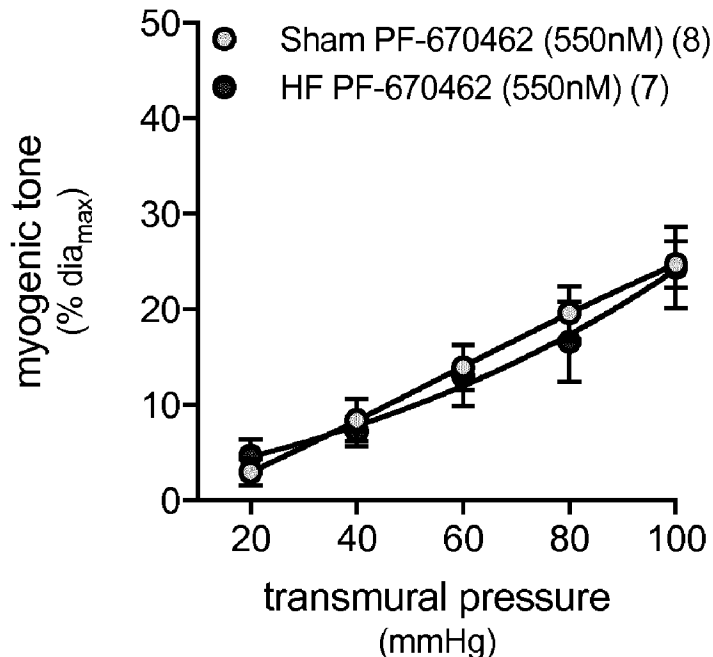 Sham PF-670462 (550nM) (8)
HF PF-670462 (550nM) (7)
myogenic tone
(% dia_max)
50
40
30
20
10
0
20 40 60 80 100
transmural pressure
(mmHg)